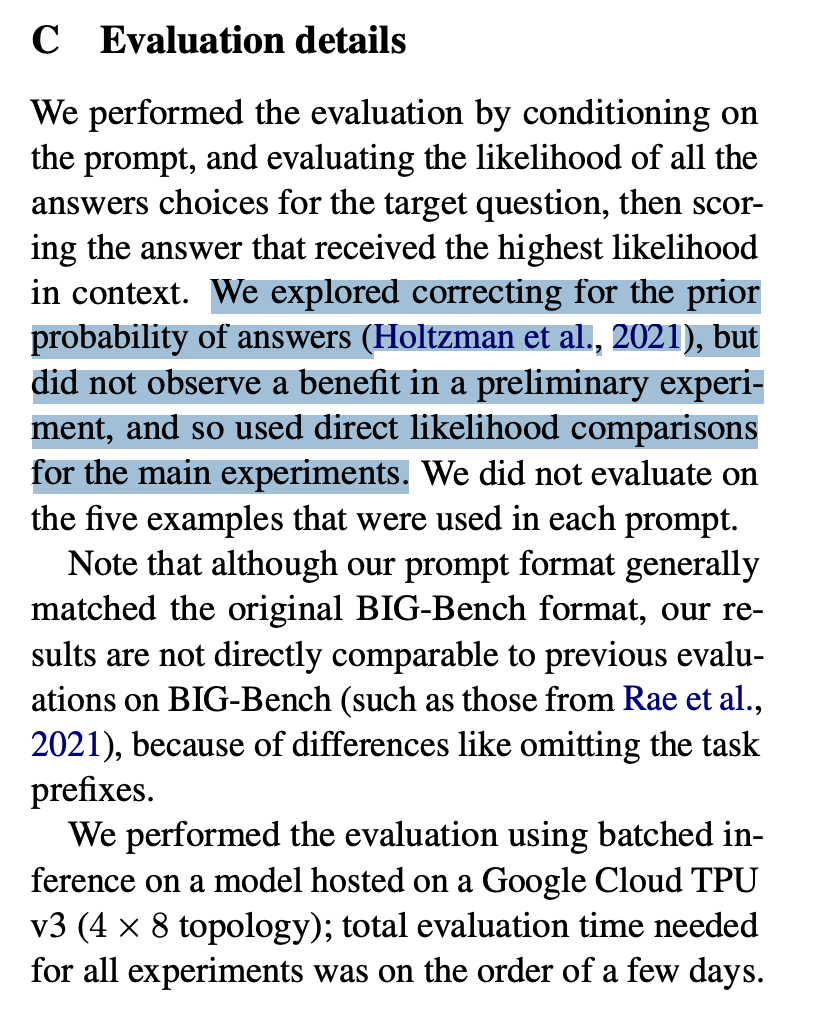 C Evaluation details
We performed the evaluation by conditioning on
the prompt, and evaluating the likelihood of all the
answers choices for the target question, then scor-
ing the answer that received the highest likelihood
in context. We explored correcting for the prior
probability of answers (Holtzman et al., 2021), but
did not observe a benefit in a preliminary experi-
ment, and so used direct likelihood comparisons
for the main experiments. We did not evaluate on
the five examples that were used in each prompt.
Note that although our prompt format generally
matched the original BIG-Bench format, our re-
sults are not directly comparable to previous evalu-
ations on BIG-Bench (such as those from Rae et al.,
2021), because of differences like omitting the task
prefixes.
We performed the evaluation using batched in-
ference on a model hosted on a Google Cloud TPU
v3 (4 × 8 topology); total evaluation time needed
for all experiments was on the order of a few days.